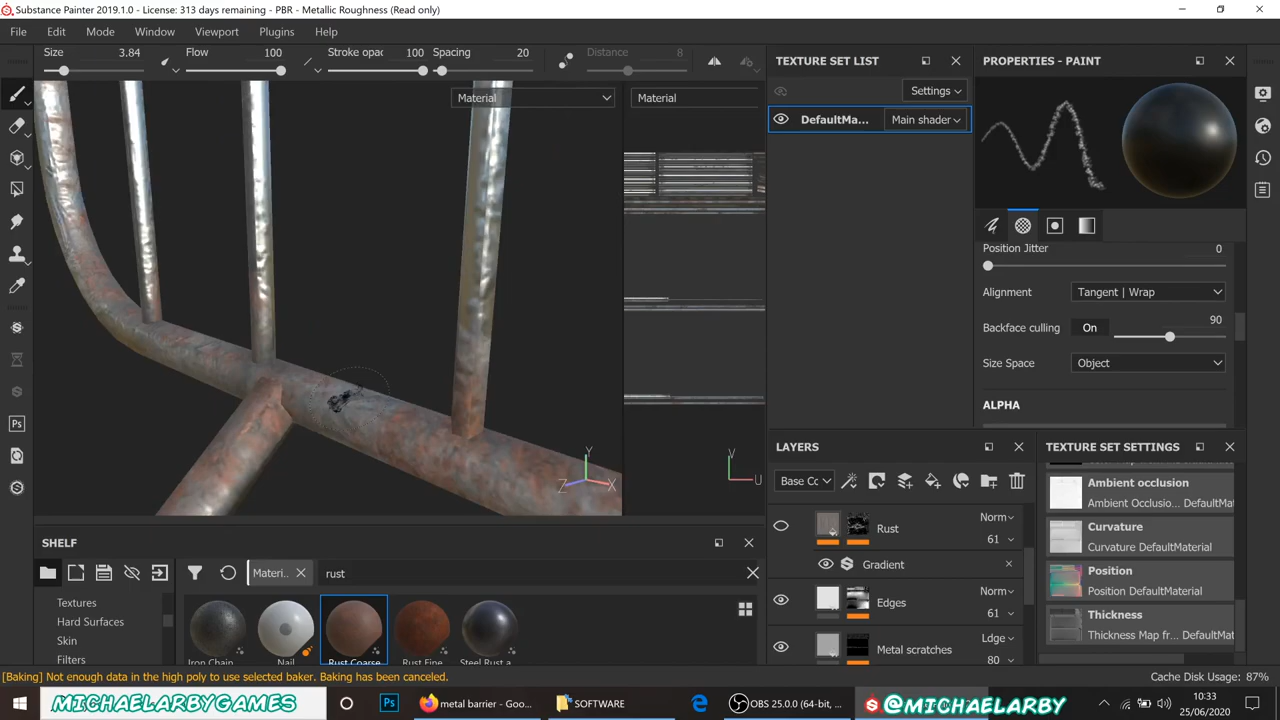 Substance Painter 2019.1.0 - License: 313 days remaining - PBR - Metallic Roughness (Read only)
File Edit Mode Window Viewport Plugins Help
Size 3.84 Flow 100 Stroke opac 100 Spacing 20 Distance 8
Material
Material
TEXTURE SET LIST
Settings
DefaultMa... Main shader
PROPERTIES - PAINT
Position Jitter 0
Alignment Tangent | Wrap
Backface culling On 90
Size Space Object
ALPHA
Y
Z X
V
U
LAYERS
Base Co
Rust Norm 61
Gradient
Edges Norm 61
Metal scratches Ldge 80
TEXTURE SET SETTINGS
Ambient occlusion
Ambient Occlusio... DefaultMat
Curvature
Curvature DefaultMaterial
Position
Position DefaultMaterial
Thickness
Thickness Map fr... DefaultMat
SHELF
Materi... rust
Textures
Hard Surfaces
Skin
Filters
Iron Chain Nail Rust Coarse Rust Fine Steel Rust a
[Baking] Not enough data in the high poly to use selected baker. Baking has been canceled.
Cache Disk Usage: 87%
MICHAELARBYGAMES
Ps
metal barrier - Goo...
SOFTWARE
OBS 25.0.0 (64-bit, ...
@MICHAELARBY
10:33
25/06/2020